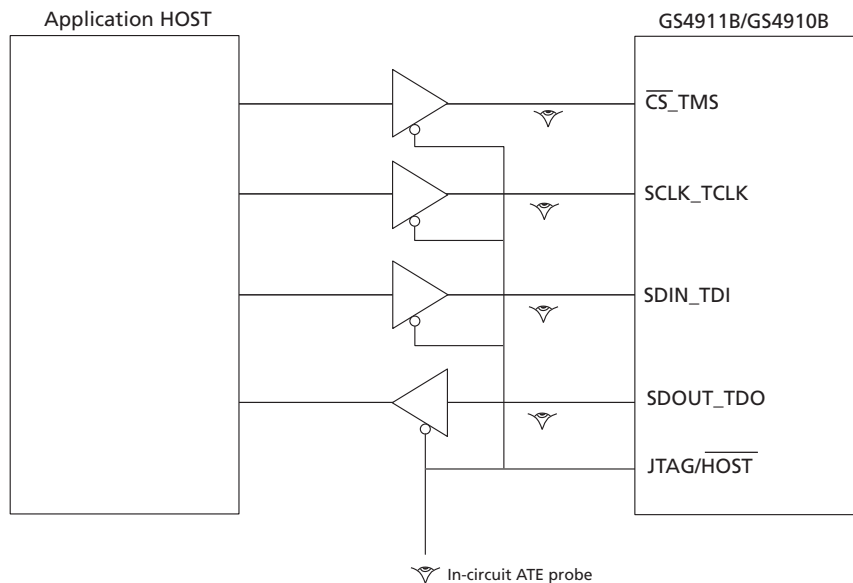 Application HOST
GS4911B/GS4910B
CS_TMS
SCLK_TCLK
SDIN_TDI
SDOUT_TDO
JTAG/HOST
In-circuit ATE probe